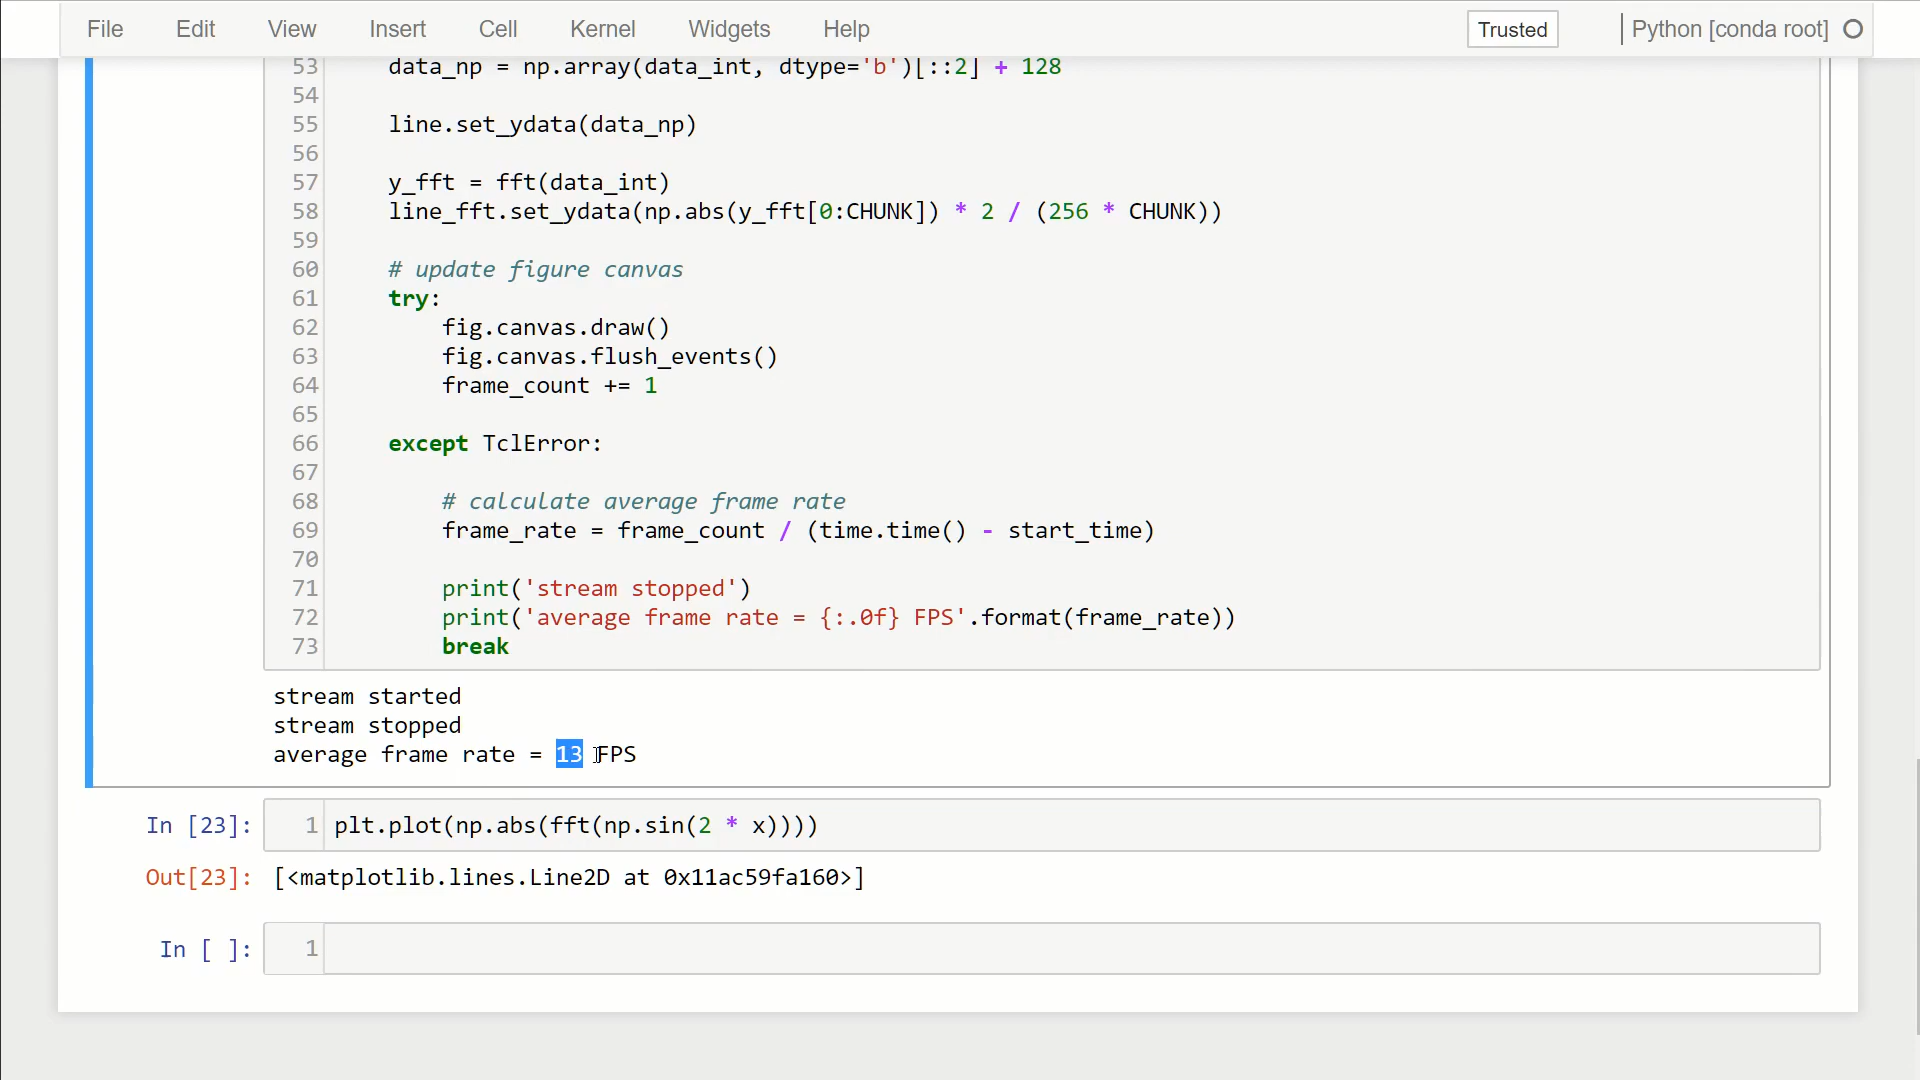 File Edit View Insert Cell Kernel Widgets Help Trusted Python [conda root]
53 data_np = np.array(data_int, dtype='b')[::2] + 128
54
55 line.set_ydata(data_np)
56
57 y_fft = fft(data_int)
58 line_fft.set_ydata(np.abs(y_fft[0:CHUNK]) * 2 / (256 * CHUNK))
59
60 # update figure canvas
61 try:
62 fig.canvas.draw()
63 fig.canvas.flush_events()
64 frame_count += 1
65
66 except TclError:
67
68 # calculate average frame rate
69 frame_rate = frame_count / (time.time() - start_time)
70
71 print('stream stopped')
72 print('average frame rate = {:.0f} FPS'.format(frame_rate))
73 break
stream started
stream stopped
average frame rate = 13 FPS
In [23]: 1 plt.plot(np.abs(fft(np.sin(2 * x))))
Out[23]: [<matplotlib.lines.Line2D at 0x11ac59fa160>]
In [ ]: 1